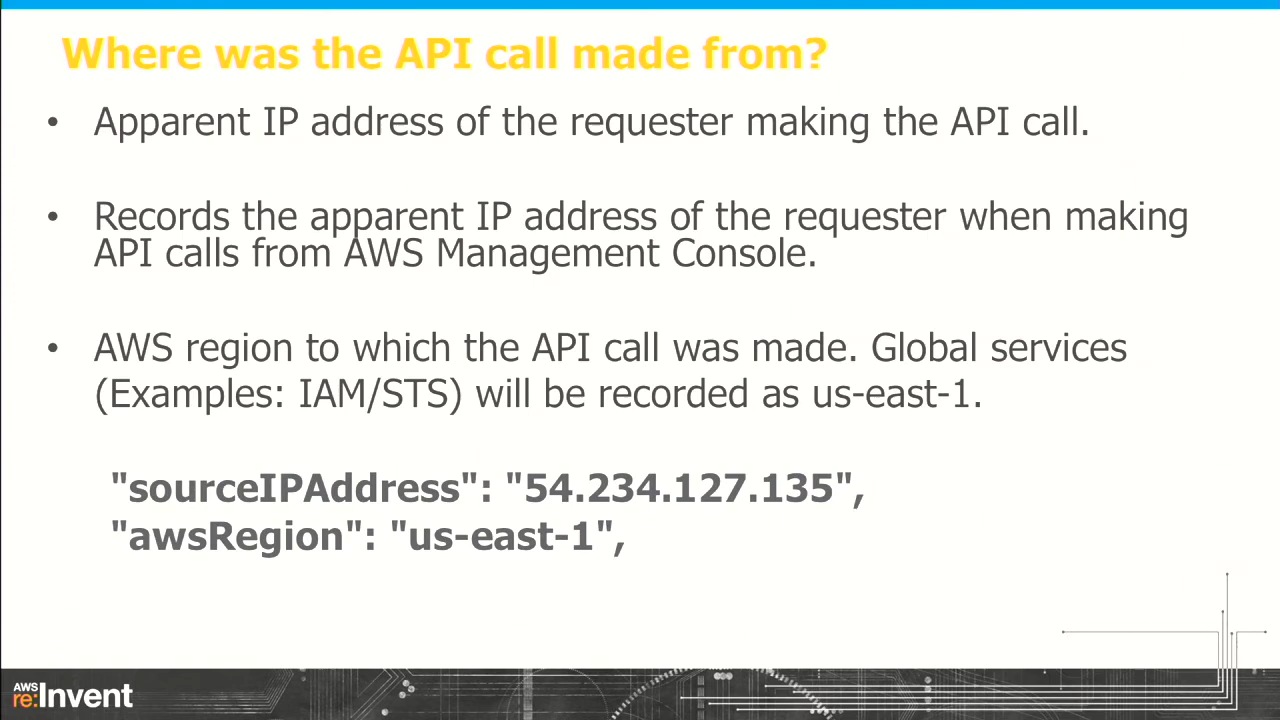 Where was the API call made from?
• Apparent IP address of the requester making the API call.
• Records the apparent IP address of the requester when making
API calls from AWS Management Console.
• AWS region to which the API call was made. Global services
(Examples: IAM/STS) will be recorded as us-east-1.
"sourceIPAddress": "54.234.127.135",
"awsRegion": "us-east-1",
AWS
re:Invent